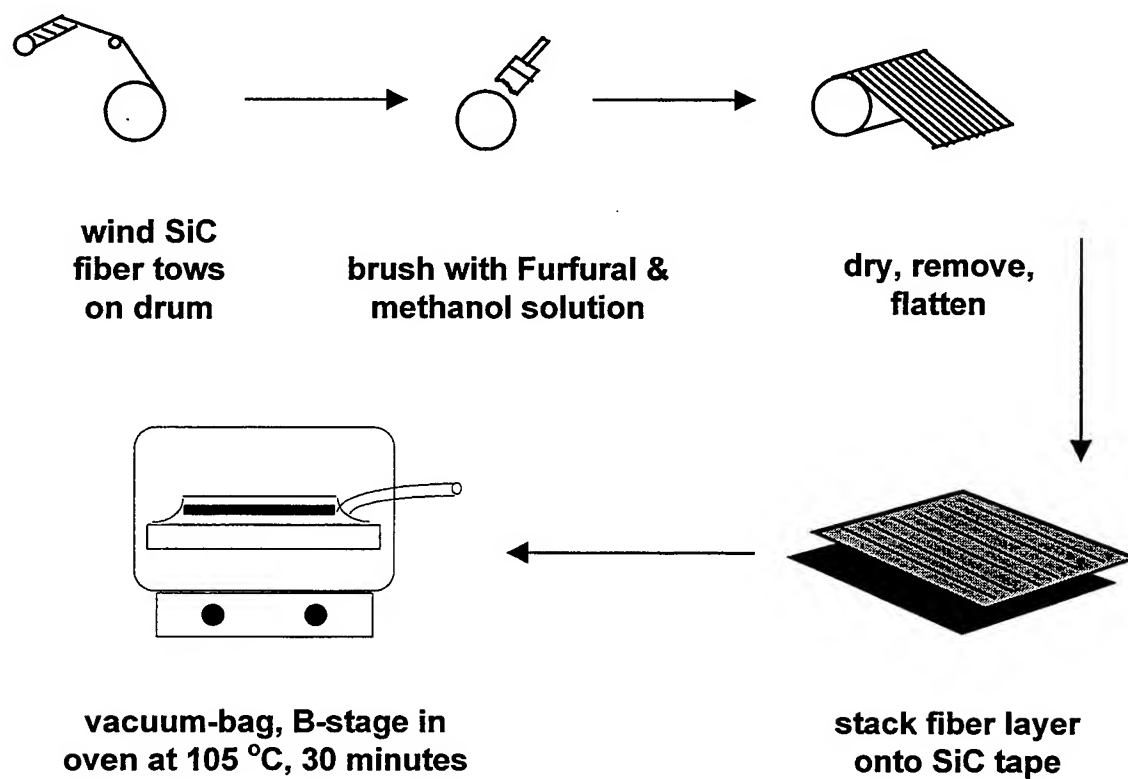 wind SiC
fiber tows
on drum
brush with Furfural &
methanol solution
dry, remove,
flatten
vacuum-bag, B-stage in
oven at 105 °C, 30 minutes
stack fiber layer
onto SiC tape